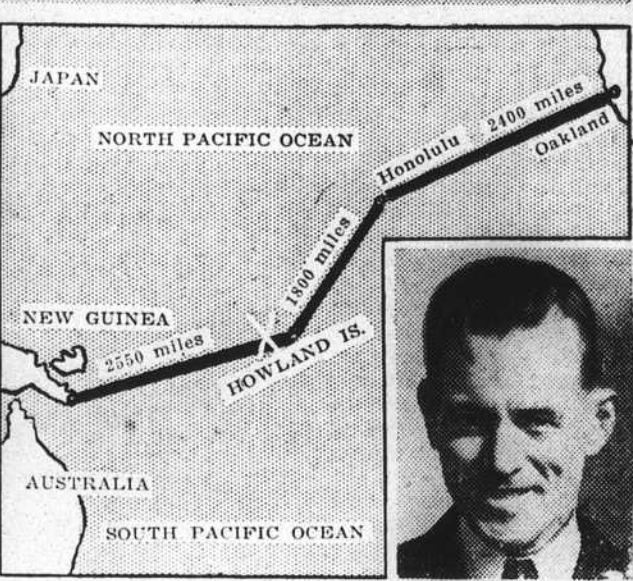 JAPAN
NORTH PACIFIC OCEAN
Honolulu
2400 miles
Oakland
1800 miles
NEW GUINEA
2550 miles
HOWLAND IS.
AUSTRALIA
SOUTH PACIFIC OCEAN